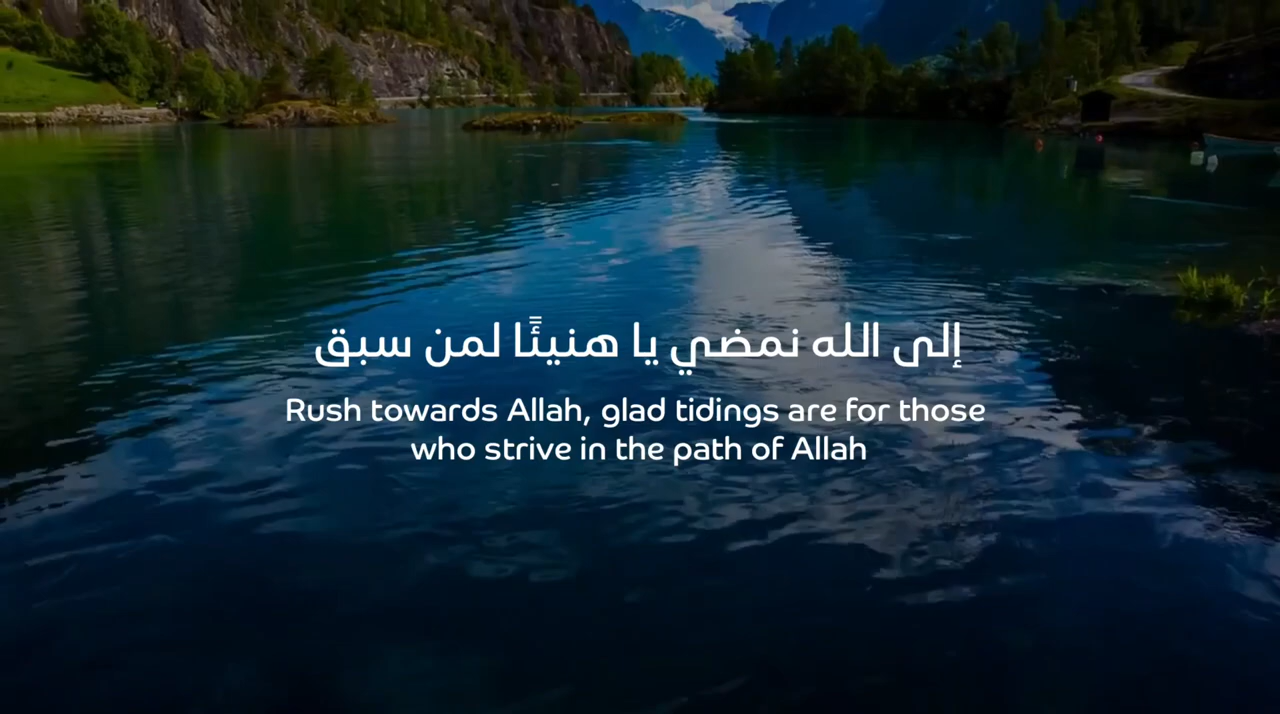 إلى الله نمضي يا هنيئًا لمن سبق
Rush towards Allah, glad tidings are for those
who strive in the path of Allah